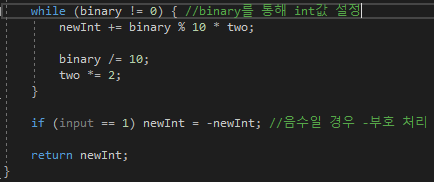 while (binary != 0) { //binary를 통해 int값 설정
newInt += binary % 10 * two;
binary /= 10;
two *= 2;
}
if (input == 1) newInt = -newInt; //음수일 경우 -부호 처리
return newInt;
}